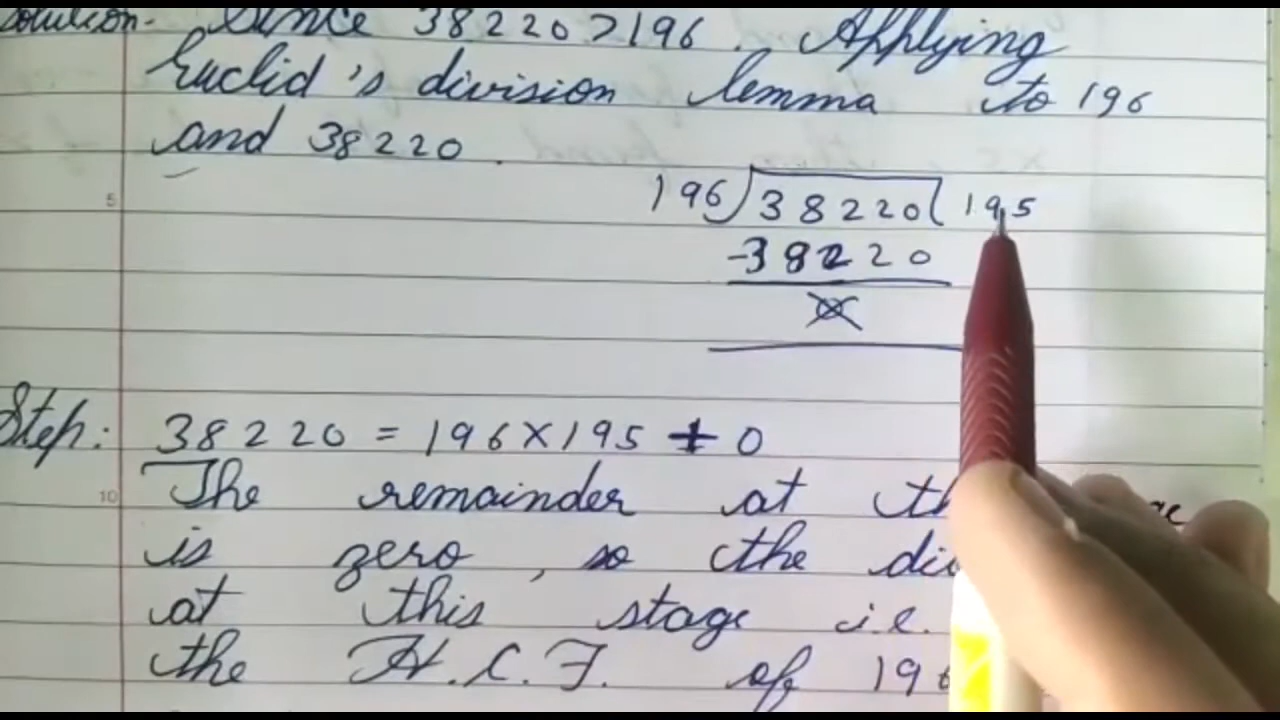 Solution:- Since 38220>196. Applying
Euclid's division lemma to 196
and 38220.
5
196)38220(195
-38220
0
Step: 38220 = 196×195 + 0
10 The remainder at
is zero, so the
at this stage i.e.
the H.C.F. of